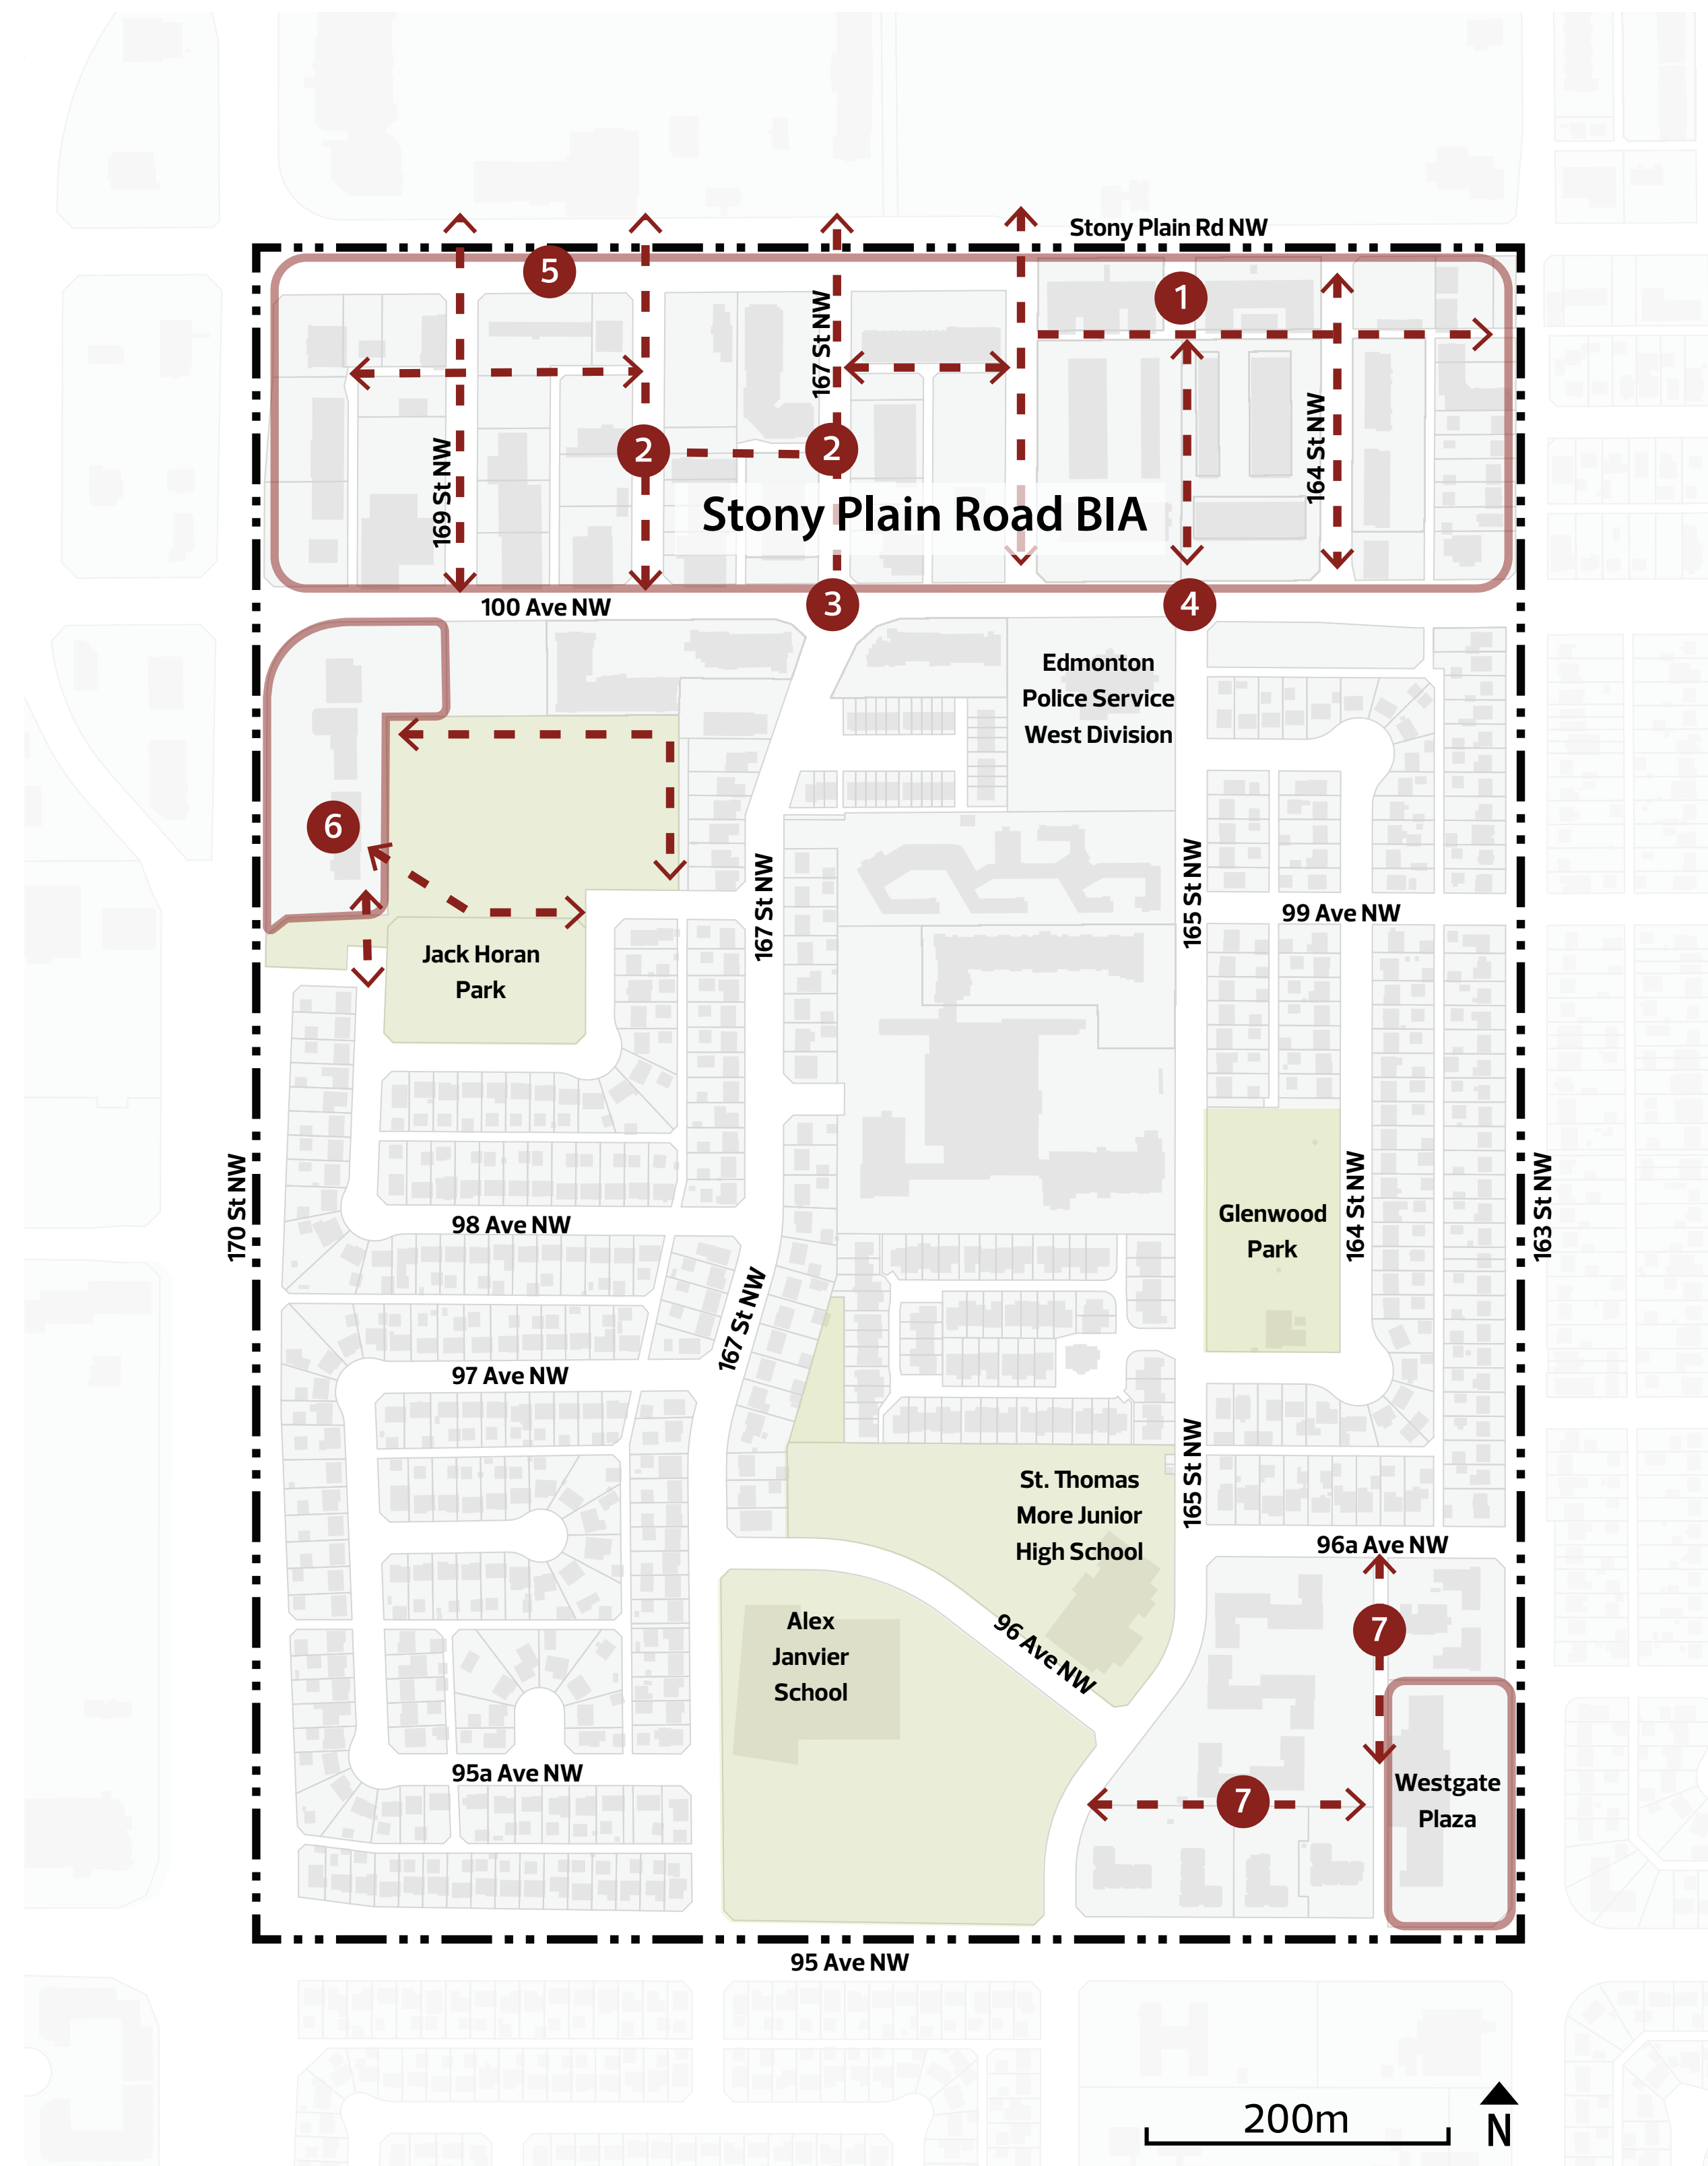 Stony Plain Rd NW
5
1
167 St NW
164 St NW
169 St NW
2
2
Stony Plain Road BIA
100 Ave NW
3
4
Edmonton
Police Service
West Division
6
167 St NW
165 St NW
99 Ave NW
Jack Horan
Park
170 St NW
98 Ave NW
Glenwood
Park
164 St NW
163 St NW
167 St NW
97 Ave NW
165 St NW
St. Thomas
More Junior
High School
96a Ave NW
Alex
Janvier
School
96 Ave NW
7
95a Ave NW
7
Westgate
Plaza
95 Ave NW
200m
N